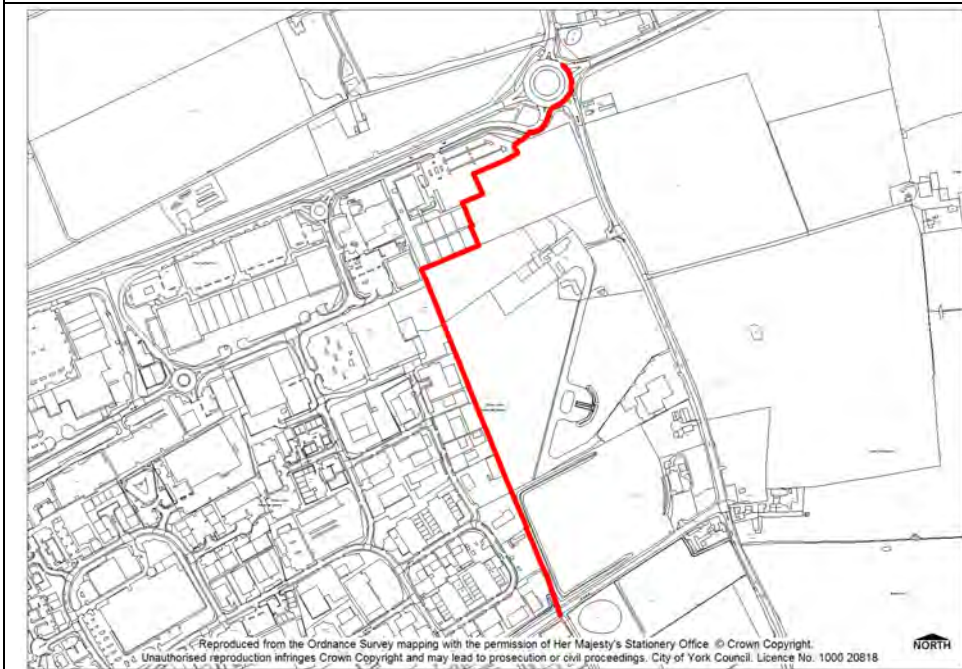 Reproduced from the Ordnance Survey mapping with the permission of Her Majesty's Stationery Office © Crown Copyright.
Unauthorised reproduction infringes Crown Copyright and may lead to prosecution or civil proceedings. City of York Council. Licence No. 1000 20818
NORTH